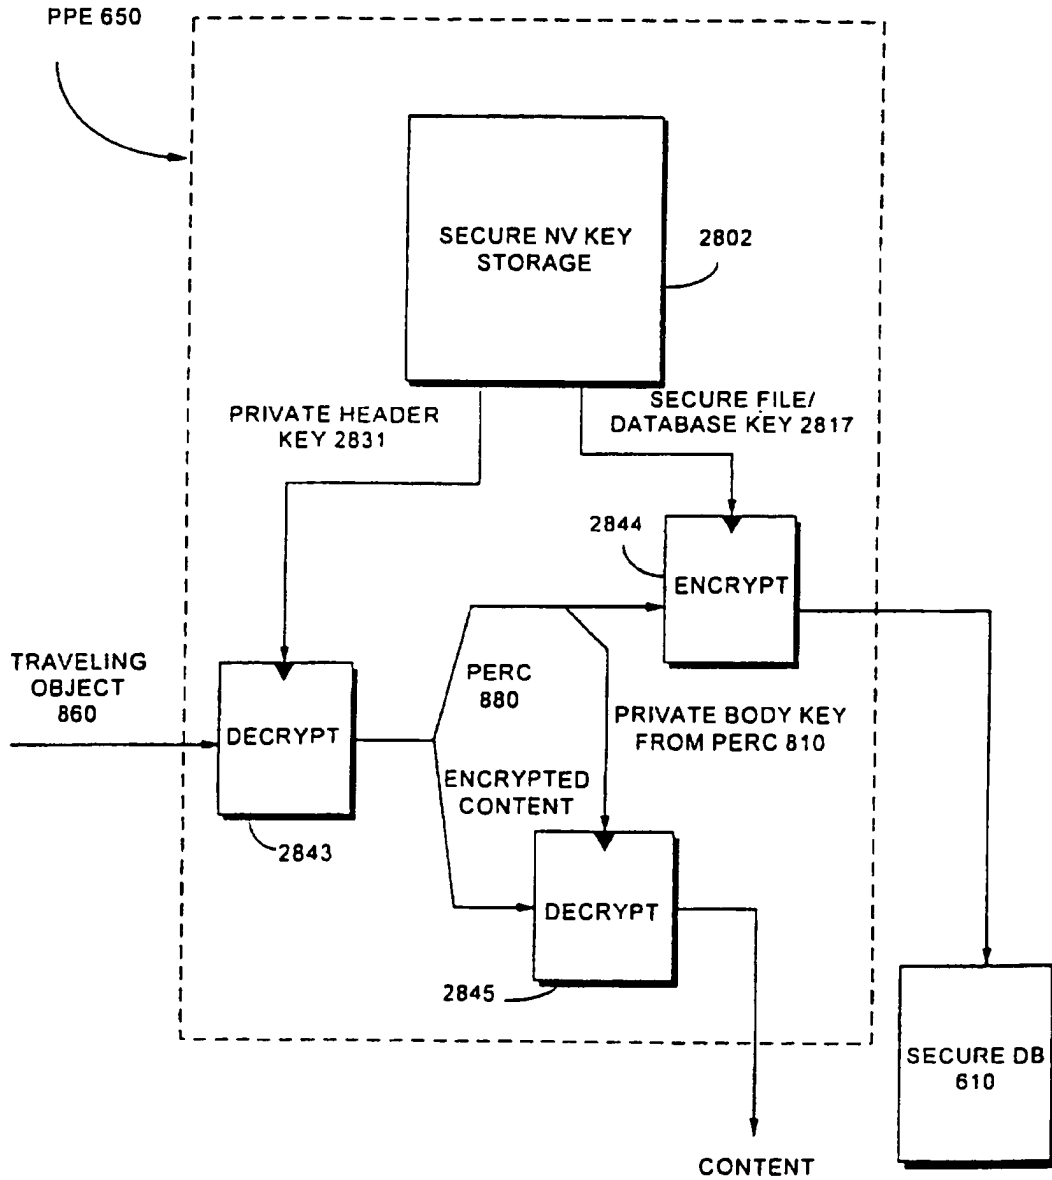 PPE 650
SECURE NV KEY
STORAGE
2802
PRIVATE HEADER
KEY 2831
SECURE FILE/
DATABASE KEY 2817
2844
ENCRYPT
TRAVELING
OBJECT
860
DECRYPT
PERC
880
PRIVATE BODY KEY
FROM PERC 810
ENCRYPTED
CONTENT
2843
DECRYPT
2845
SECURE DB
610
CONTENT